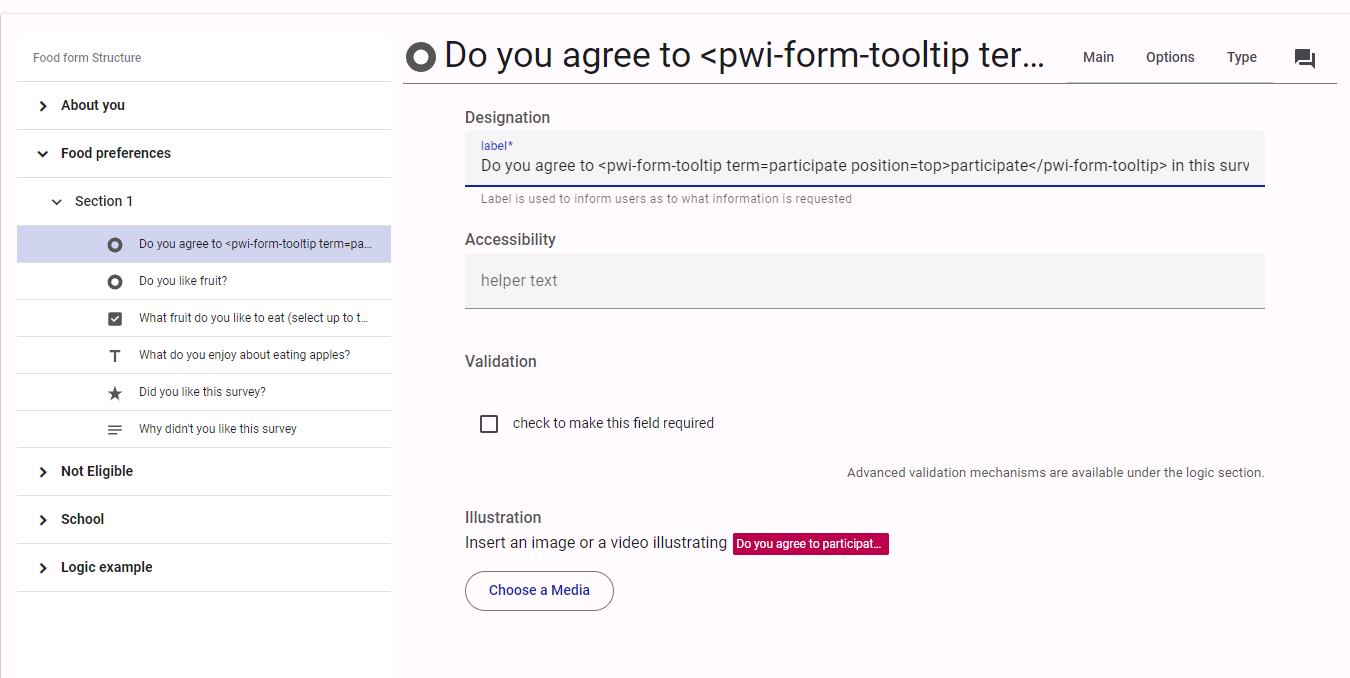 Food form Structure
About you
Food preferences
Section 1
Do you agree to <pwi-form-tooltip term=pa...
Do you like fruit?
What fruit do you like to eat (select up to t...
What do you enjoy about eating apples?
Did you like this survey?
Why didn't you like this survey
Not Eligible
School
Logic example
Do you agree to <pwi-form-tooltip ter...
Main
Options
Type
Designation
label*
Do you agree to <pwi-form-tooltip term=participate position=top>participate</pwi-form-tooltip> in this surv
Label is used to inform users as to what information is requested
Accessibility
helper text
Validation
check to make this field required
Advanced validation mechanisms are available under the logic section.
Illustration
Insert an image or a video illustrating Do you agree to participat...
Choose a Media